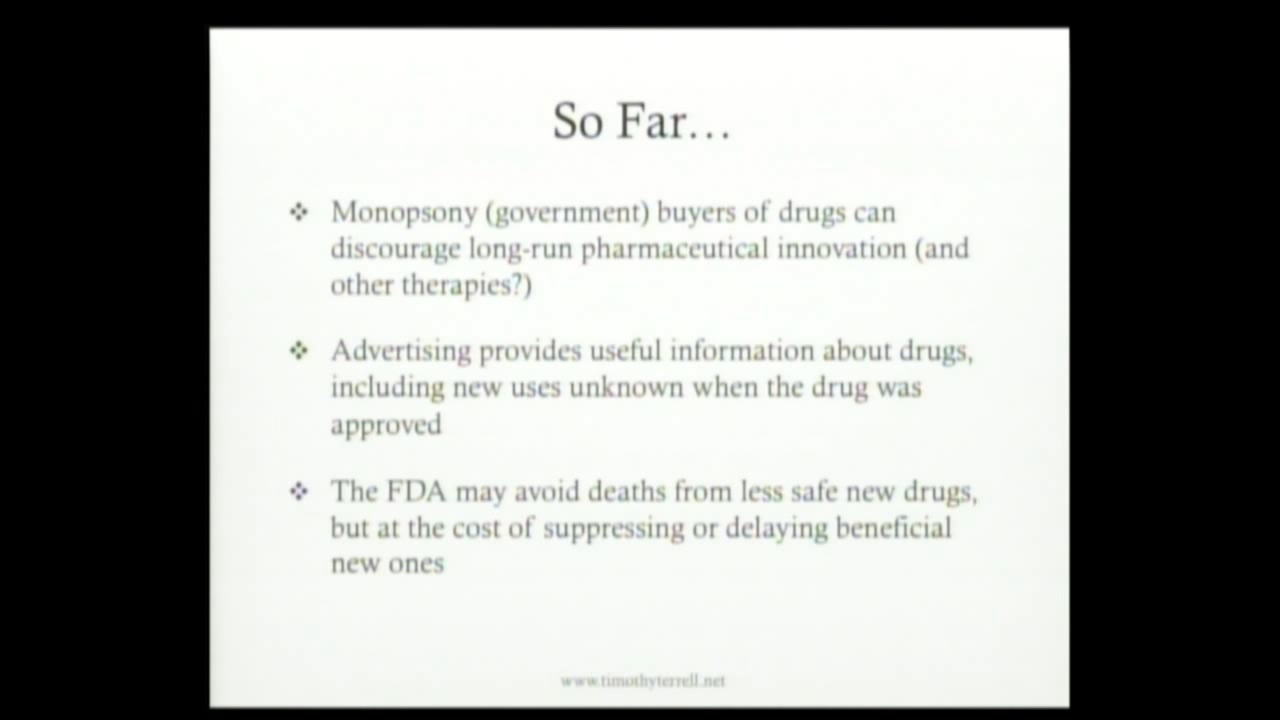 So Far...
Monopsony (government) buyers of drugs can
discourage long-run pharmaceutical innovation (and
other therapies?)
Advertising provides useful information about drugs,
including new uses unknown when the drug was
approved
The FDA may avoid deaths from less safe new drugs,
but at the cost of suppressing or delaying beneficial
new ones
www.timothyterrell.net